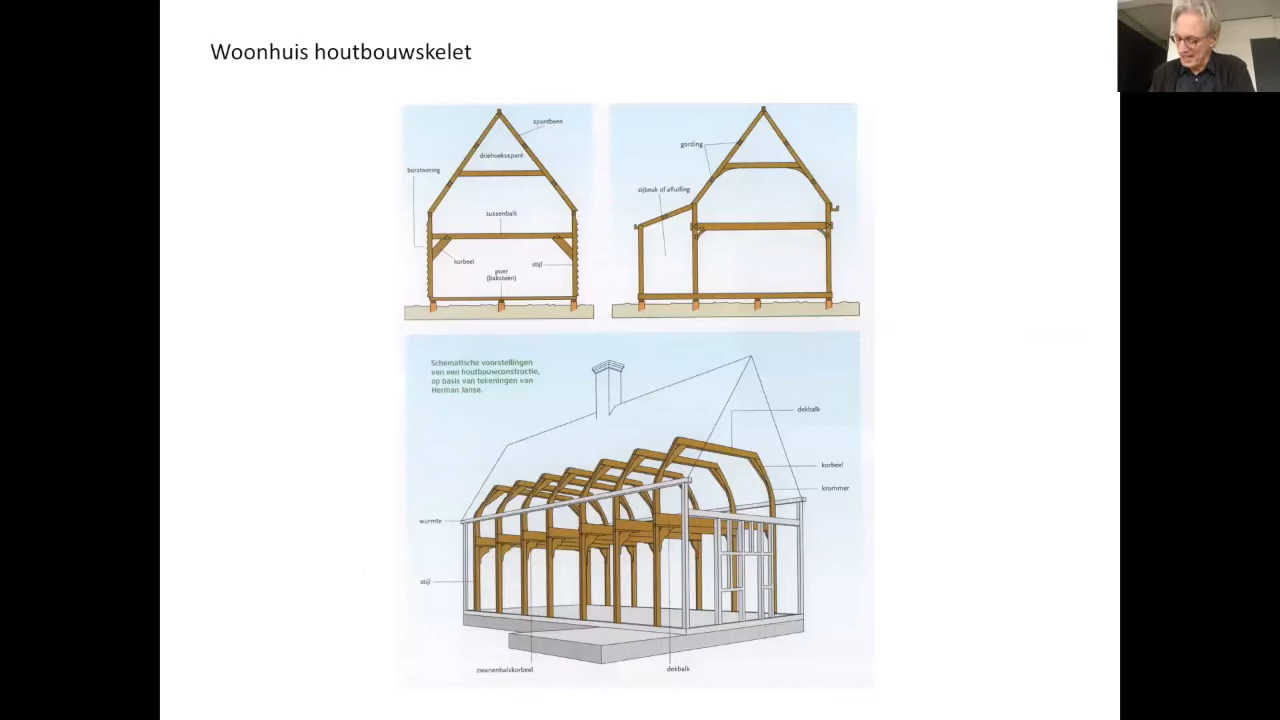 Woonhuis houtbouwskelet
spantbeen
driehoeksspant
borstwering
tussenbalk
korbeel
stijl
poer
(baksteen)
gording
zijbeuk of afluifing
Schematische voorstellingen
van een houtbouwconstructie,
op basis van tekeningen van
Herman Janse.
dekbalk
korbeel
krommer
wurmte
stijl
zwanenhalskorbeel
dekbalk